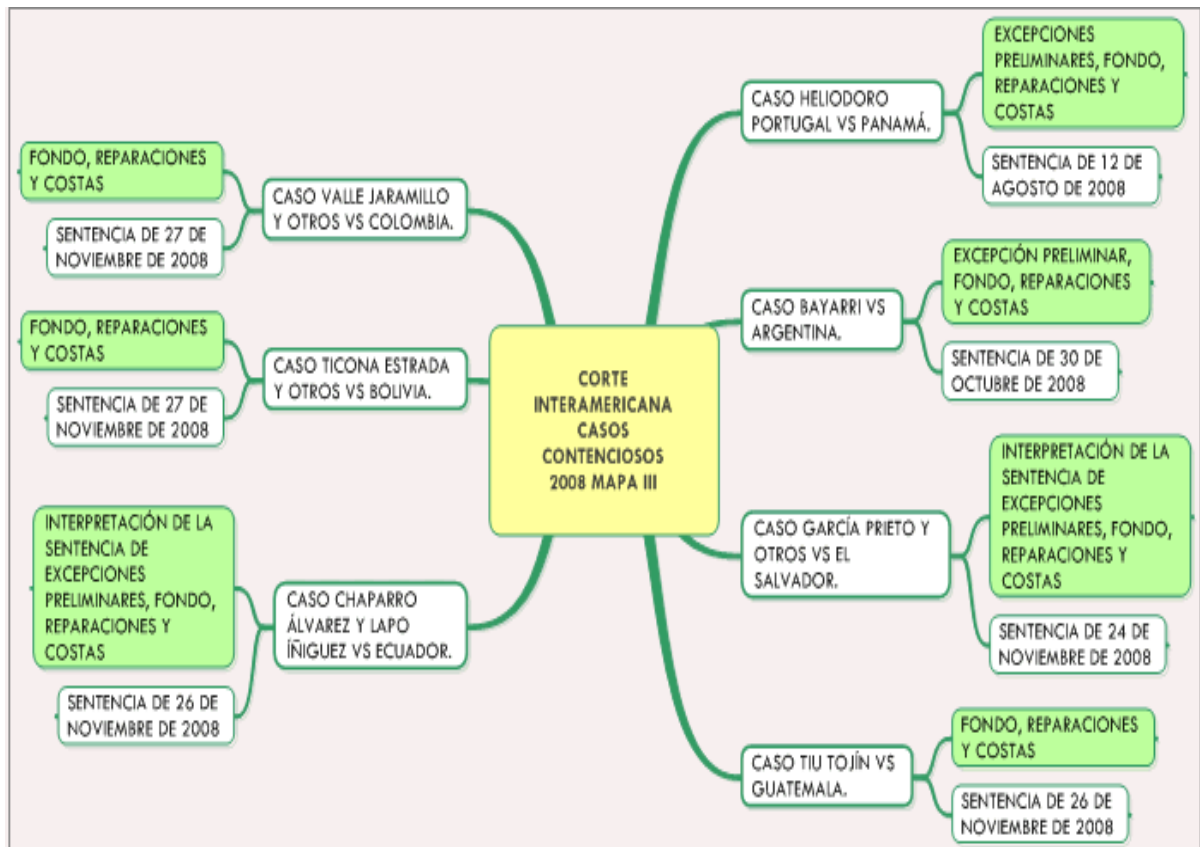 CORTE
INTERAMERICANA
CASOS
CONTENCIOSOS
2008 MAPA III
CASO HELIODORO
PORTUGAL VS PANAMÁ.
EXCEPCIONES
PRELIMINARES, FONDO,
REPARACIONES Y
COSTAS
SENTENCIA DE 12 DE
AGOSTO DE 2008
CASO BAYARRI VS
ARGENTINA.
EXCEPCIÓN PRELIMINAR,
FONDO, REPARACIONES
Y COSTAS
SENTENCIA DE 30 DE
OCTUBRE DE 2008
CASO GARCÍA PRIETO Y
OTROS VS EL
SALVADOR.
INTERPRETACIÓN DE LA
SENTENCIA DE
EXCEPCIONES
PRELIMINARES, FONDO,
REPARACIONES Y
COSTAS
SENTENCIA DE 24 DE
NOVIEMBRE DE 2008
CASO TIU TOJÍN VS
GUATEMALA.
FONDO, REPARACIONES
Y COSTAS
SENTENCIA DE 26 DE
NOVIEMBRE DE 2008
CASO VALLE JARAMILLO
Y OTROS VS COLOMBIA.
FONDO, REPARACIONES
Y COSTAS
SENTENCIA DE 27 DE
NOVIEMBRE DE 2008
CASO TICONA ESTRADA
Y OTROS VS BOLIVIA.
FONDO, REPARACIONES
Y COSTAS
SENTENCIA DE 27 DE
NOVIEMBRE DE 2008
CASO CHAPARRO
ÁLVAREZ Y LAPO
ÍÑIGUEZ VS ECUADOR.
INTERPRETACIÓN DE LA
SENTENCIA DE
EXCEPCIONES
PRELIMINARES, FONDO,
REPARACIONES Y
COSTAS
SENTENCIA DE 26 DE
NOVIEMBRE DE 2008